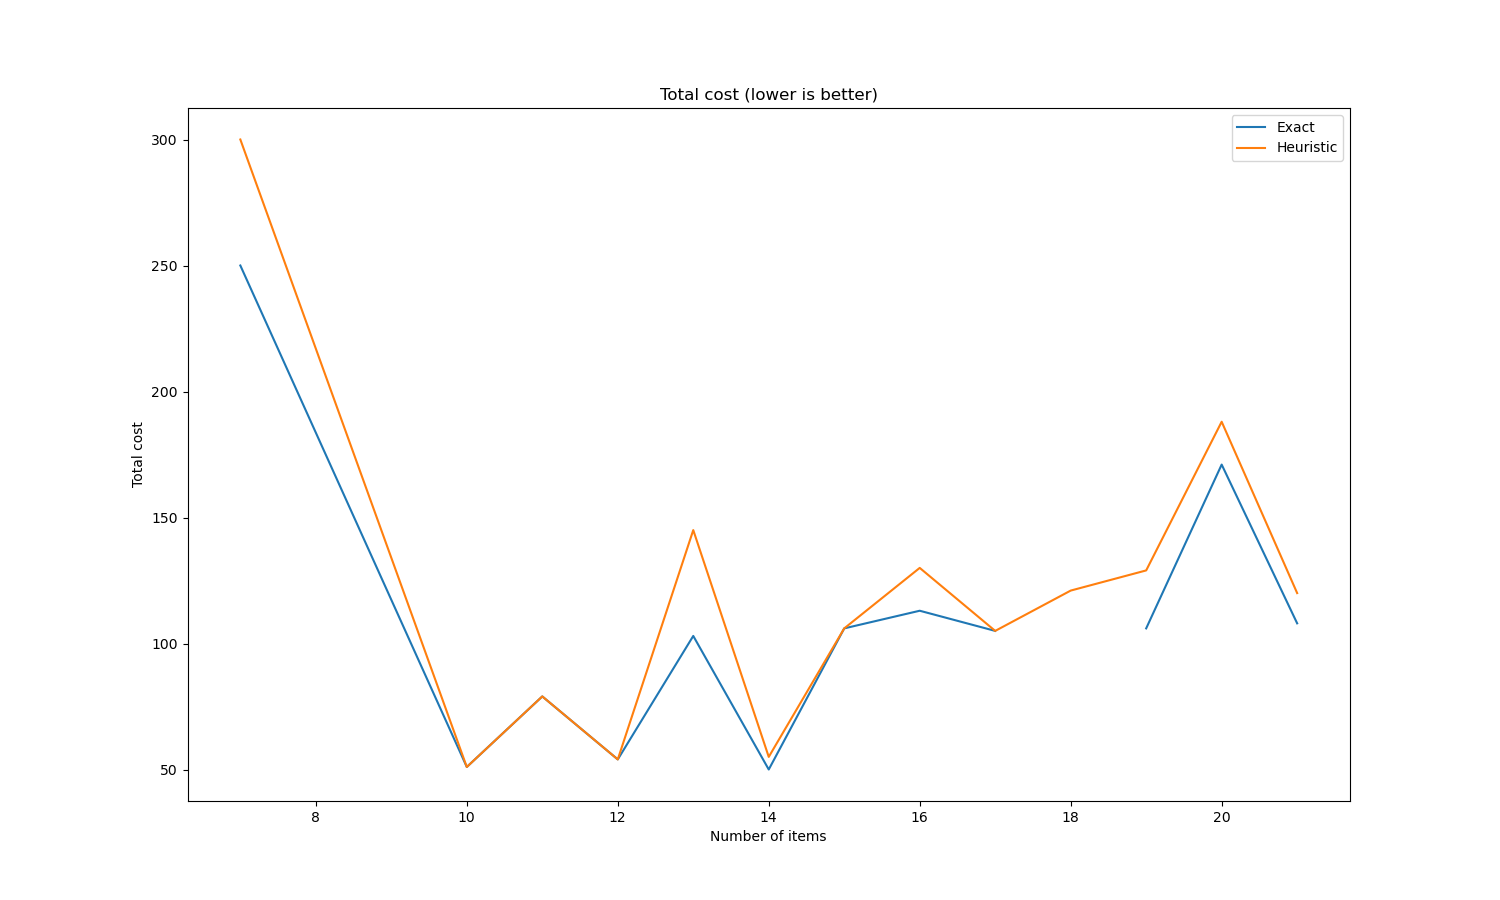 Total cost (lower is better)
Exact
Heuristic
300
250
200
150
100
50
Total cost
8 10 12 14 16 18 20
Number of items